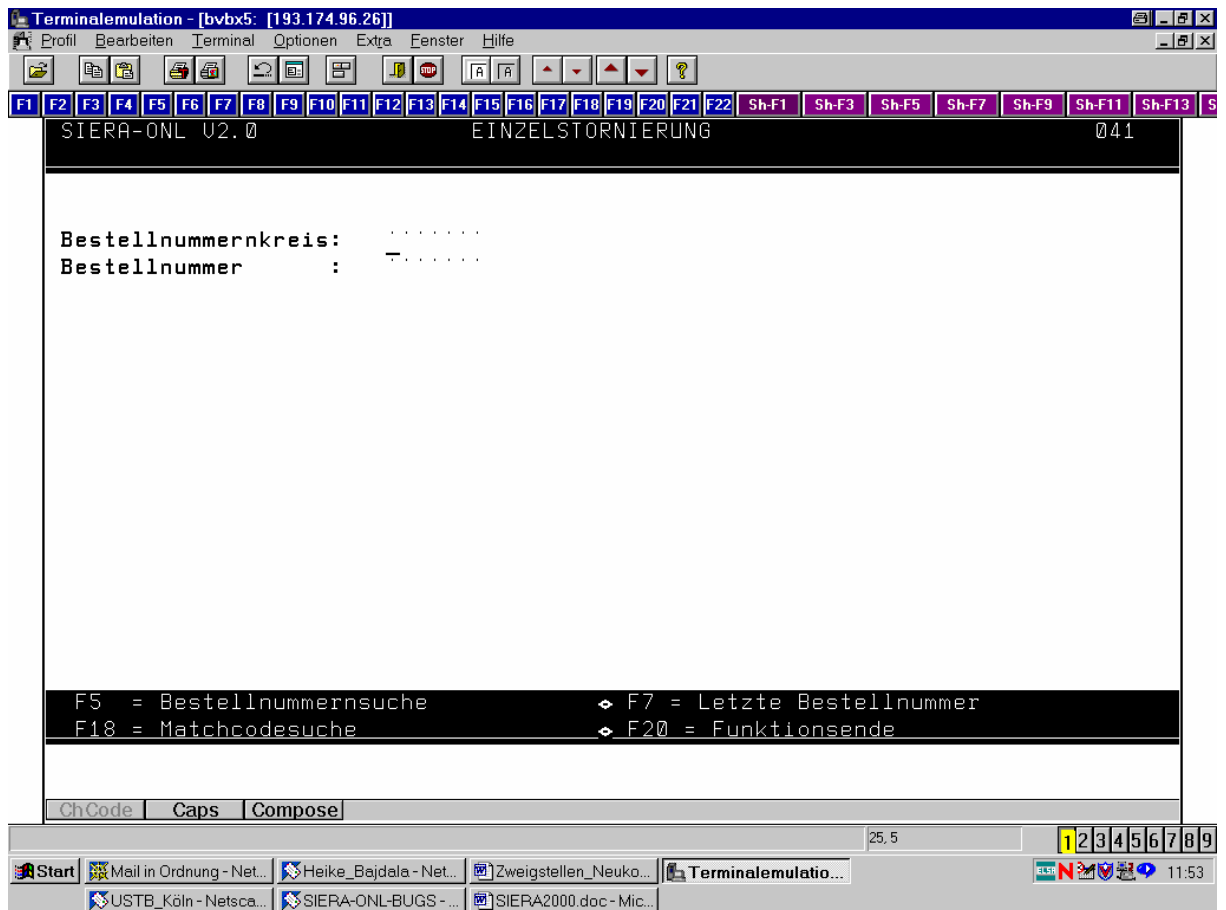 Terminalemulation - [bvbx5: [193.174.96.26]]
Profil Bearbeiten Terminal Optionen Extra Fenster Hilfe
F1 F2 F3 F4 F5 F6 F7 F8 F9 F10 F11 F12 F13 F14 F15 F16 F17 F18 F19 F20 F21 F22 Sh-F1 Sh-F3 Sh-F5 Sh-F7 Sh-F9 Sh-F11 Sh-F13 S
SIERA-ONL V2.0 EINZELSTORNIERUNG 041
Bestellnummernkreis: .......
Bestellnummer : .......
F5 = Bestellnummernsuche F7 = Letzte Bestellnummer
F18 = Matchcodesuche F20 = Funktionsende
ChCode Caps Compose
25, 5 1 2 3 4 5 6 7 8 9
Start Mail in Ordnung - Net... Heike_Bajdala - Net... Zweigstellen_Neuko... Terminalemulatio... 11:53
USTB_Köln - Netsca... SIERA-ONL-BUGS - ... SIERA2000.doc - Mic...